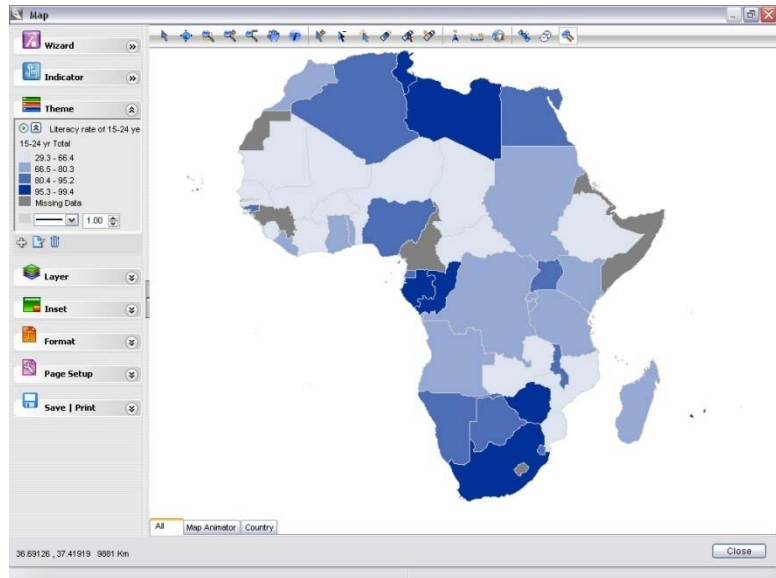 Map
Wizard
Indicator
Theme
Literacy rate of 15-24 ye
15-24 yr Total
29.3 - 66.4
66.5 - 80.3
80.4 - 95.2
95.3 - 99.4
Missing Data
1.00
Layer
Inset
Format
Page Setup
Save | Print
All Map Animator Country
36.69126 , 37.41919 9881 Km
Close